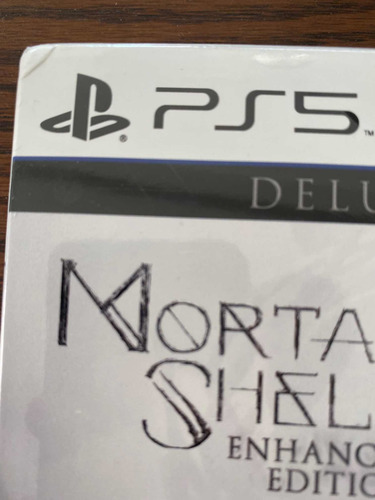 PS5
DELU
MORTA
SHEL
ENHANC
EDITIO